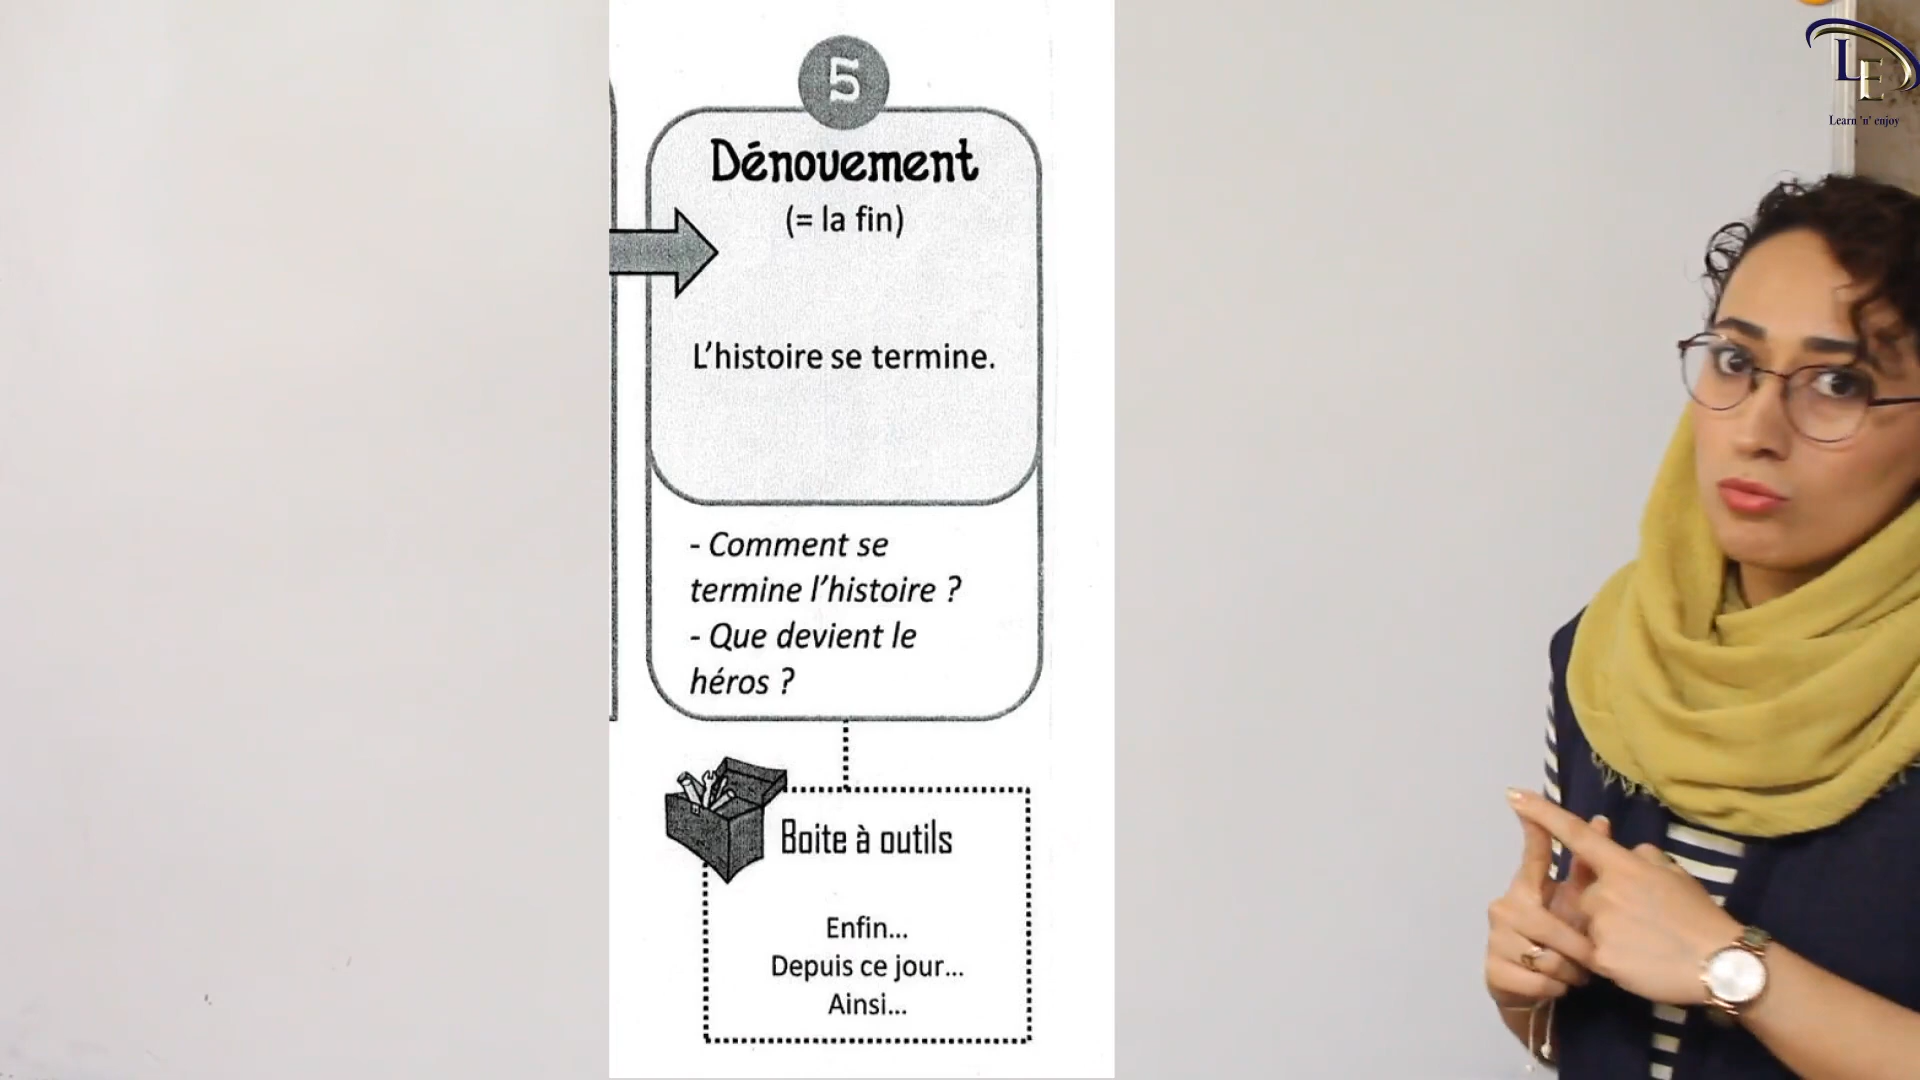 5
Dénouement
(= la fin)
L'histoire se termine.
- Comment se
termine l'histoire ?
- Que devient le
héros ?
Boite à outils
Enfin...
Depuis ce jour...
Ainsi...
LE
Learn 'n' enjoy